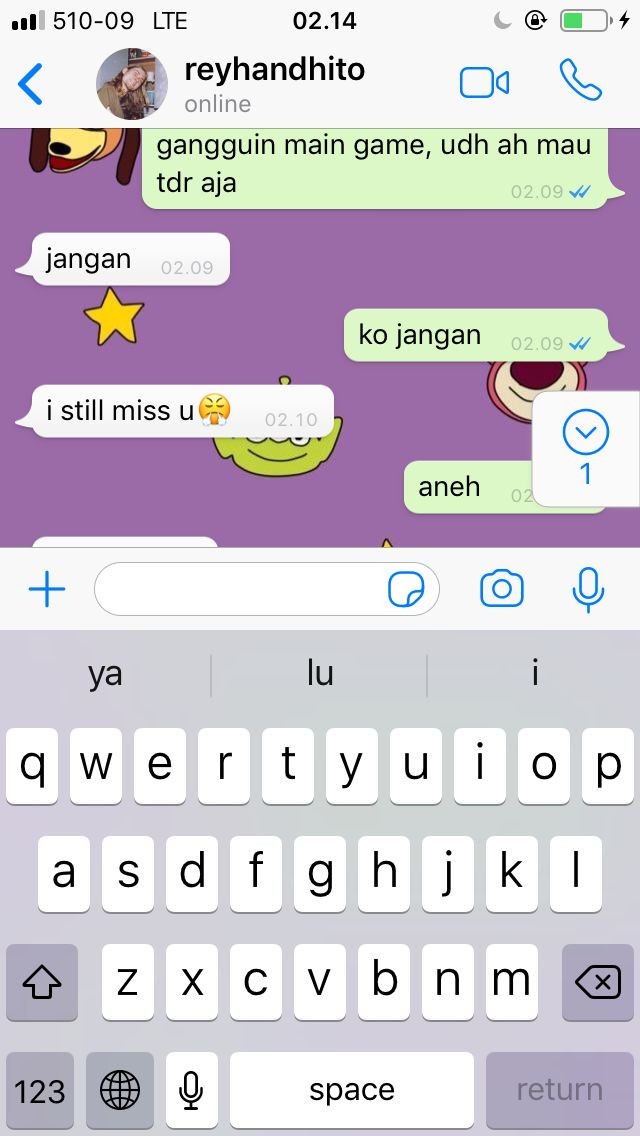 510-09 LTE 02.14
reyhandhito
online
gangguin main game, udh ah mau
tdr aja 02.09
jangan 02.09
ko jangan 02.09
i still miss u😤 02.10
1
aneh 02
ya lu i
q w e r t y u i o p
a s d f g h j k l
z x c v b n m
123 space return